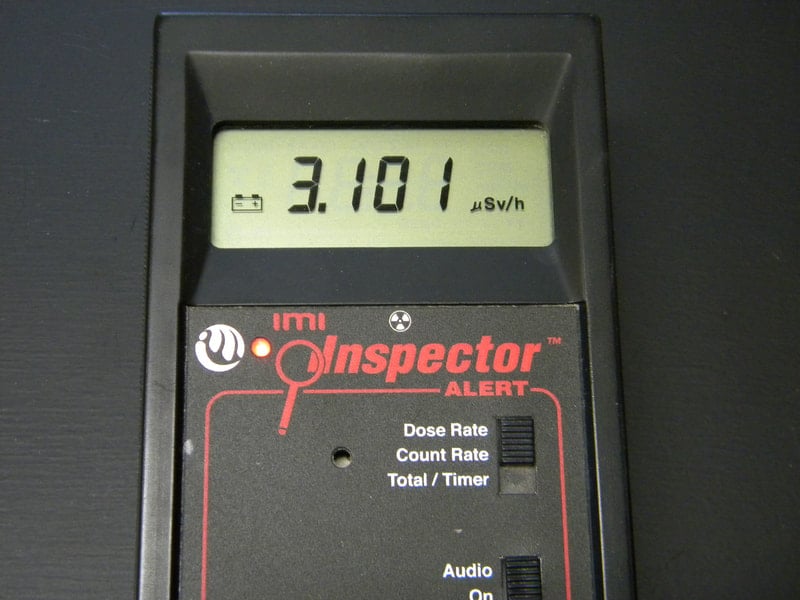 3.101 µSv/h
imi
Inspector™
ALERT
Dose Rate
Count Rate
Total / Timer
Audio
On